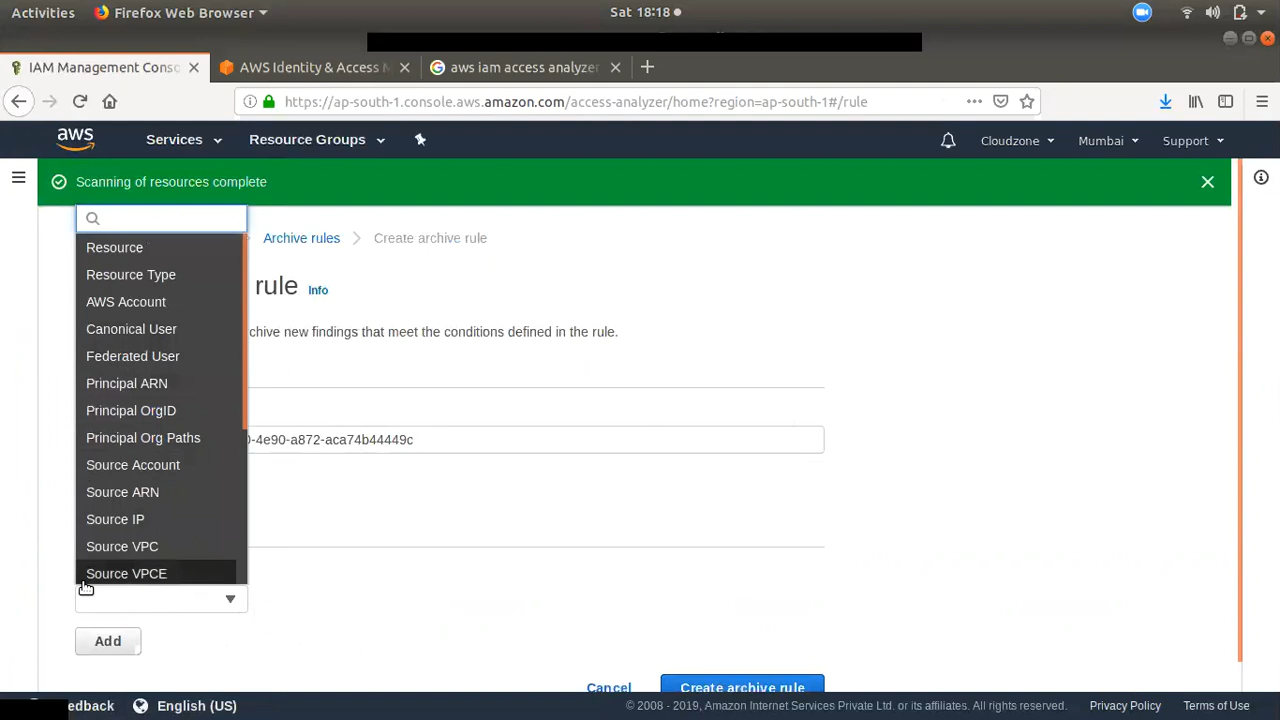 Activities Firefox Web Browser Sat 18:18
IAM Management Conso AWS Identity & Access M aws iam access analyzer
https://ap-south-1.console.aws.amazon.com/access-analyzer/home?region=ap-south-1#/rule
aws Services Resource Groups Cloudzone Mumbai Support
Scanning of resources complete
Archive rules Create archive rule
Resource
Resource Type
rule Info
AWS Account
Canonical User
chive new findings that meet the conditions defined in the rule.
Federated User
Principal ARN
Principal OrgID
Principal Org Paths
-4e90-a872-aca74b44449c
Source Account
Source ARN
Source IP
Source VPC
Source VPCE
Add
Cancel Create archive rule
edback English (US) © 2008 - 2019, Amazon Internet Services Private Ltd. or its affiliates. All rights reserved. Privacy Policy Terms of Use